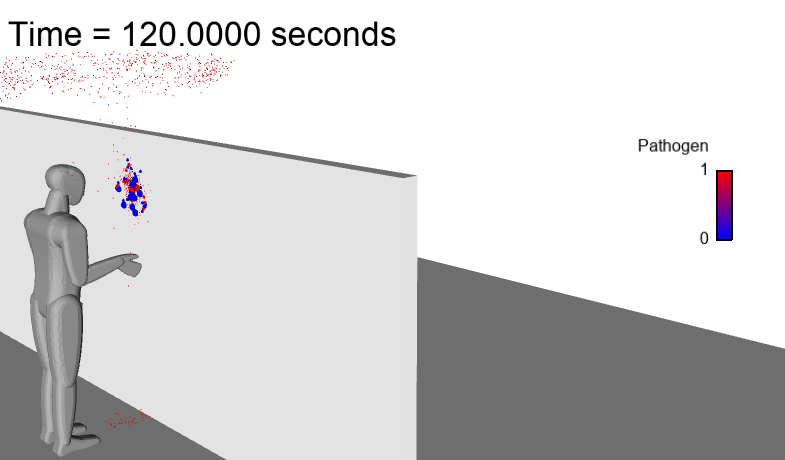 Time = 120.0000 seconds
Pathogen
1
0